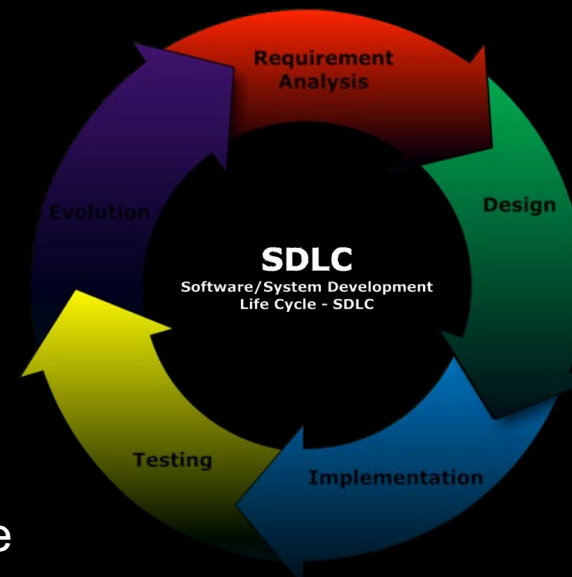 Requirement
Analysis
Design
Evolution
SDLC
Software/System Development
Life Cycle - SDLC
Testing
Implementation
e